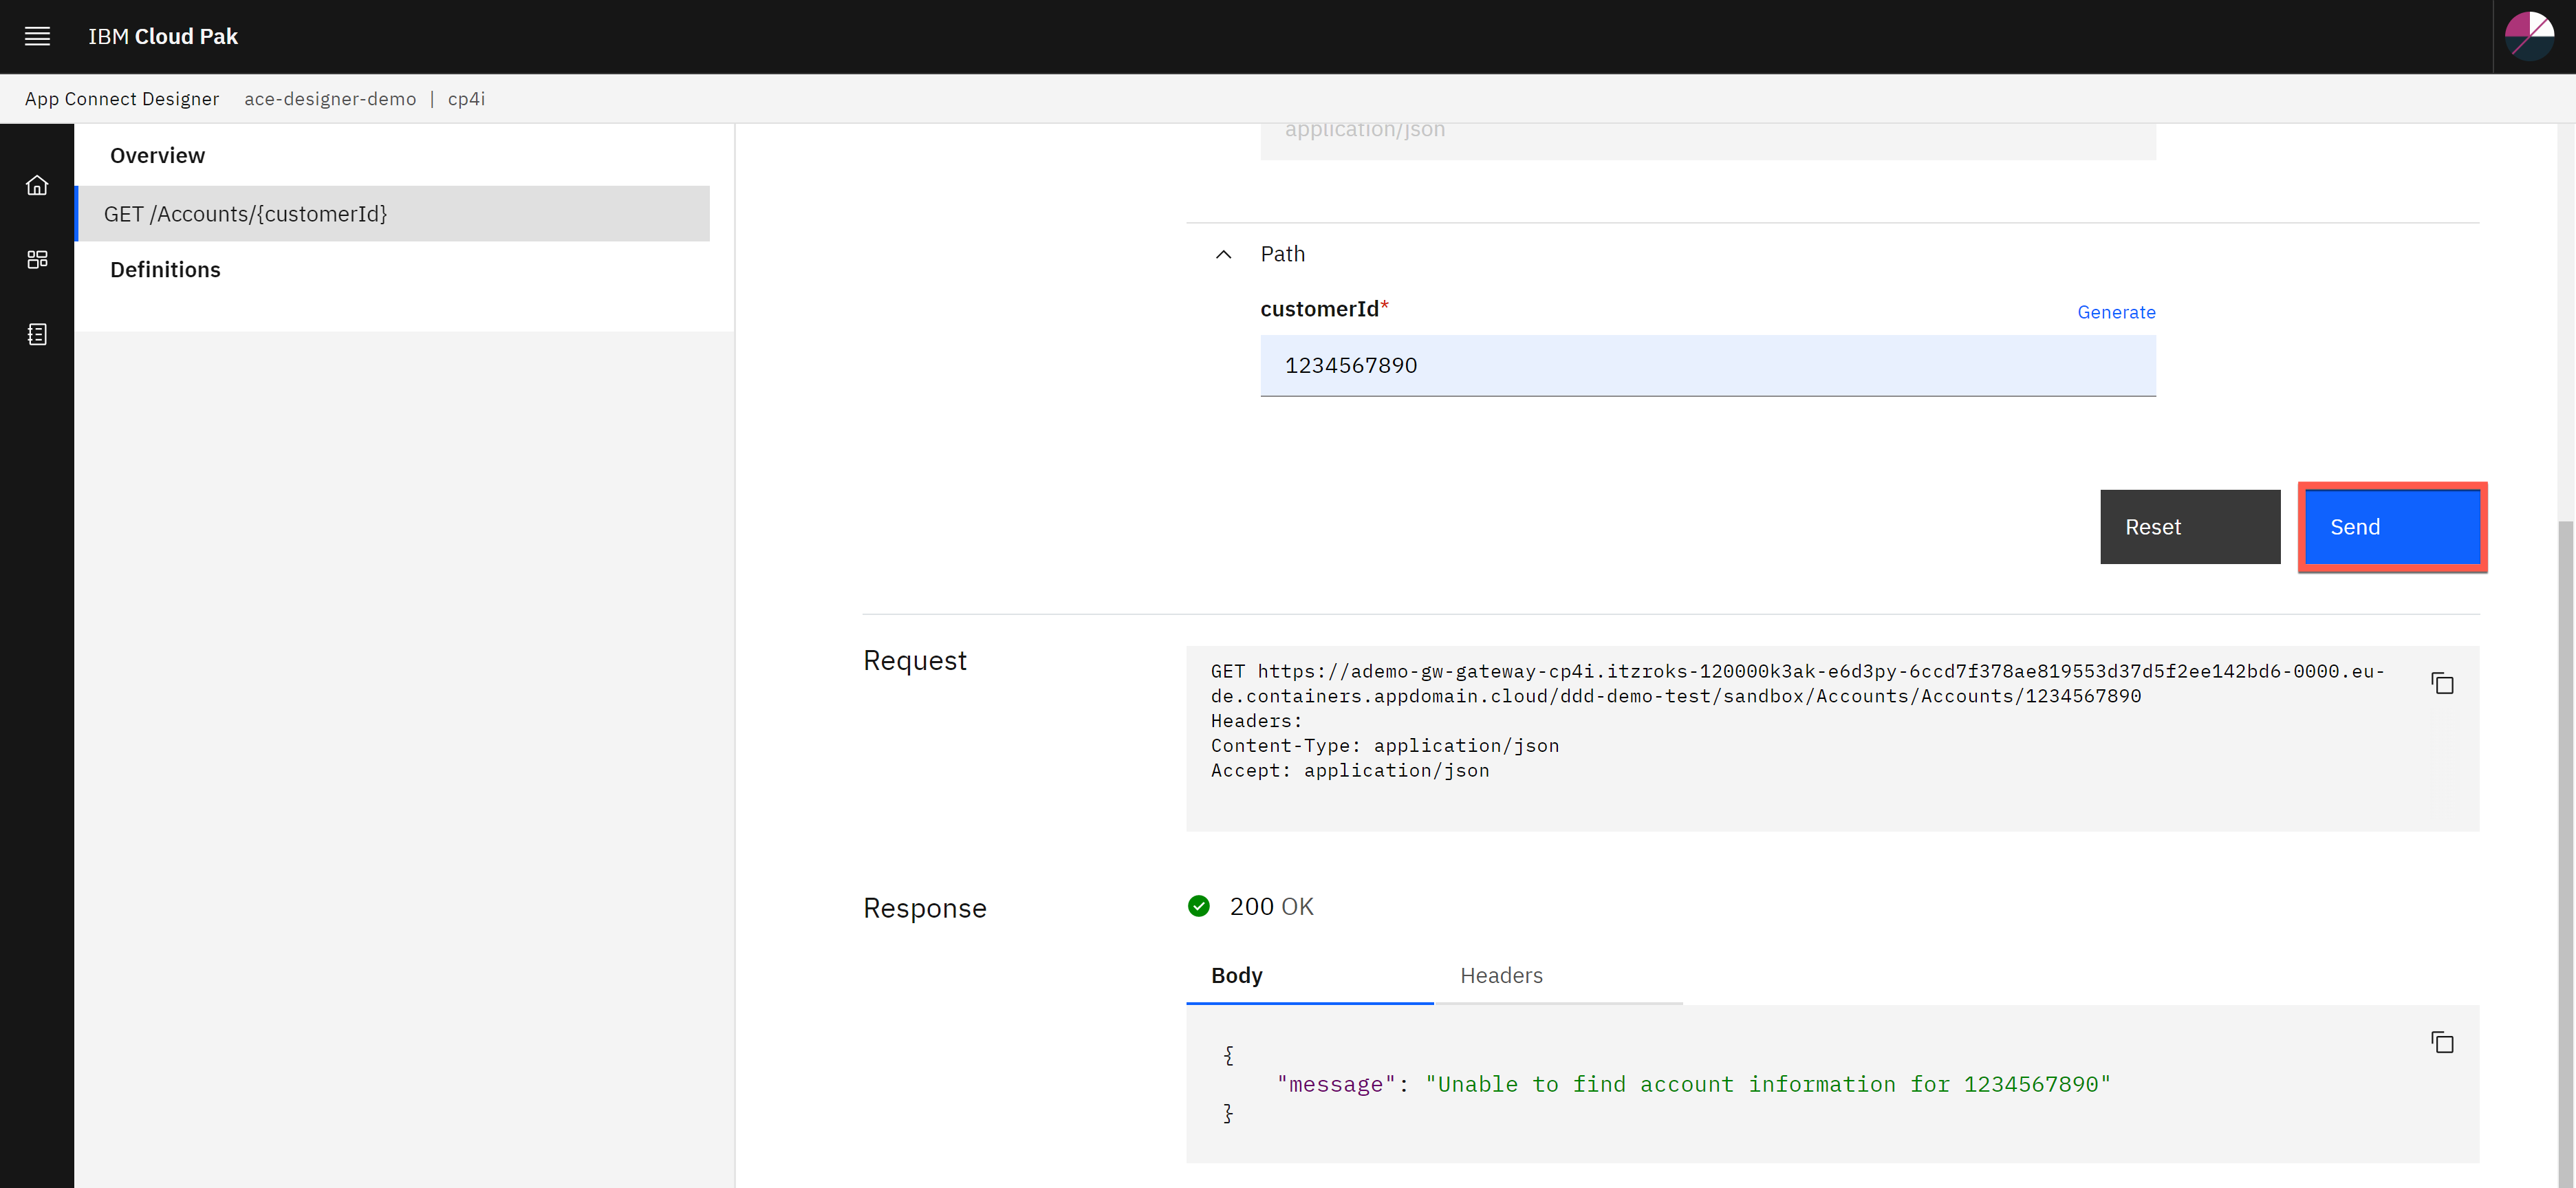 IBM Cloud Pak
App Connect Designer ace-designer-demo | cp4i
Overview
GET /Accounts/{customerId}
Definitions
application/json
Path
customerId*
Generate
1234567890
Reset
Send
Request
GET https://ademo-gw-gateway-cp4i.itzroks-120000k3ak-e6d3py-6ccd7f378ae819553d37d5f2ee142bd6-0000.eu-
de.containers.appdomain.cloud/ddd-demo-test/sandbox/Accounts/Accounts/1234567890
Headers:
Content-Type: application/json
Accept: application/json
Response
200 OK
Body
Headers
{
"message": "Unable to find account information for 1234567890"
}